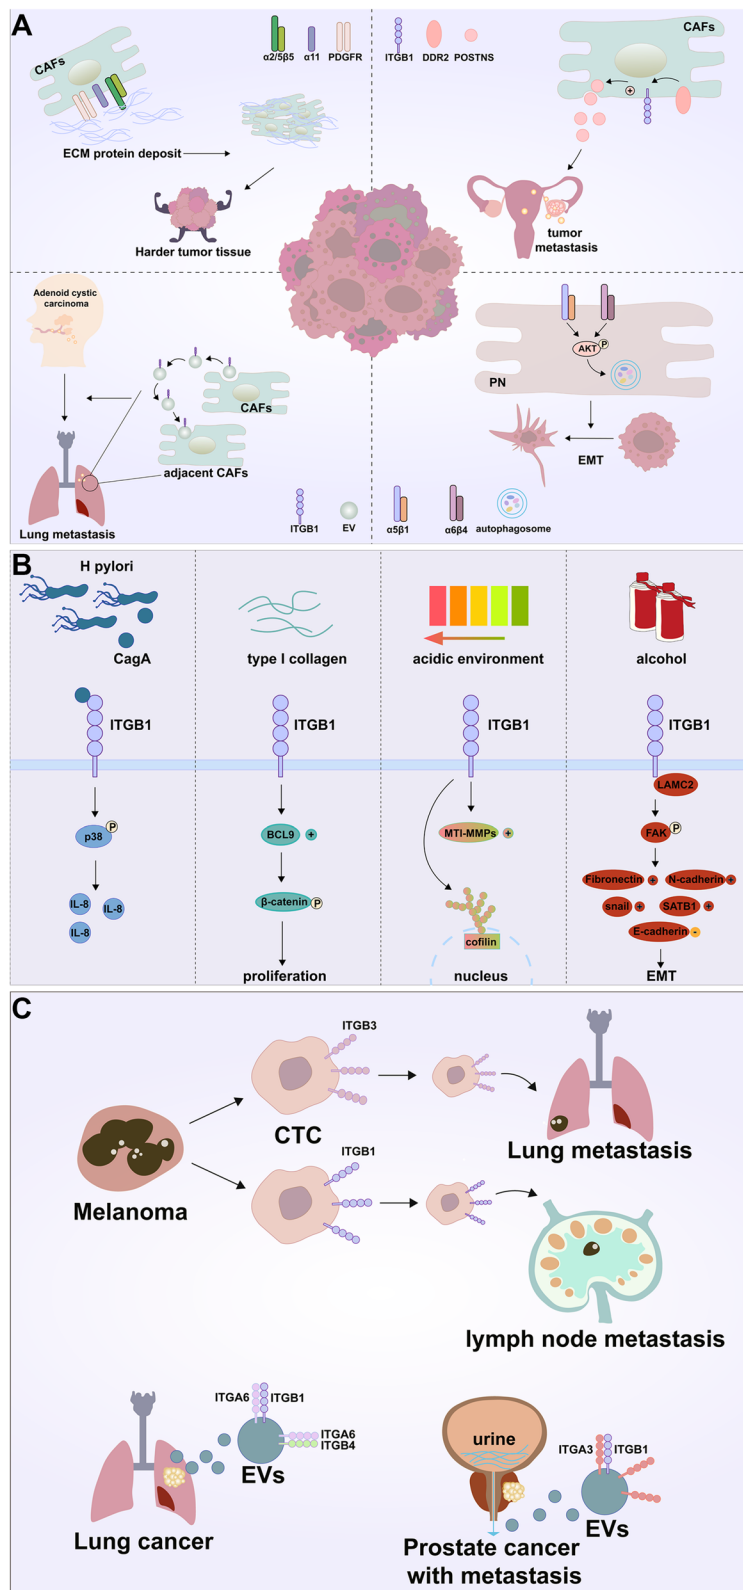 A
CAFs
α2/5β5
α11
PDGFR
ECM protein deposit
Harder tumor tissue
ITGB1
DDR2
POSTNS
CAFs
+
tumor
metastasis
Adenoid cystic
carcinoma
CAFs
adjacent CAFs
Lung metastasis
ITGB1
EV
PN
AKT
P
EMT
α5β1
α6β4
autophagosome
B
H pylori
CagA
ITGB1
p38
P
IL-8
IL-8
IL-8
type I collagen
ITGB1
BCL9
+
β-catenin
P
proliferation
acidic environment
ITGB1
MTI-MMPs
+
cofilin
nucleus
alcohol
ITGB1
LAMC2
FAK
P
Fibronectin
+
N-cadherin
+
snail
+
SATB1
+
E-cadherin
-
EMT
C
Melanoma
ITGB3
CTC
Lung metastasis
ITGB1
lymph node metastasis
ITGA6
ITGB1
ITGA6
ITGB4
EVs
Lung cancer
urine
ITGA3
ITGB1
EVs
Prostate cancer
with metastasis